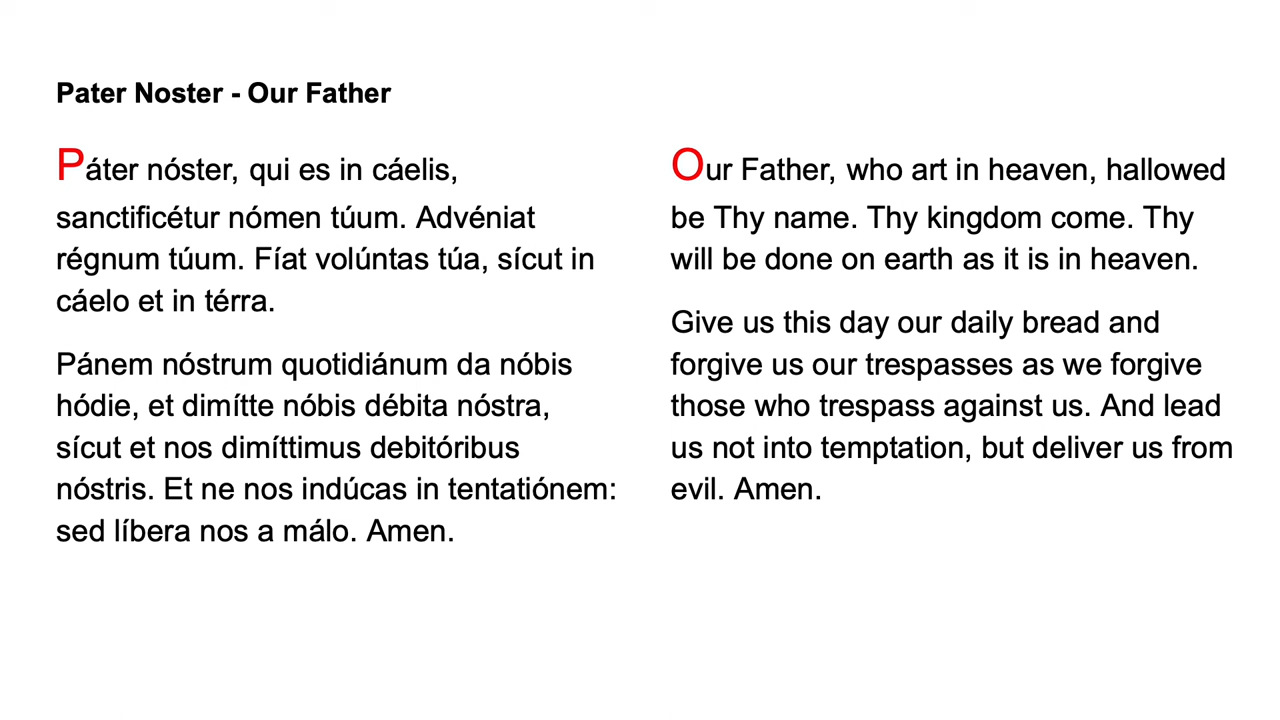 Pater Noster - Our Father
Páter nóster, qui es in cáelis,
sanctificétur nómen túum. Advéniat
régnum túum. Fíat volúntas túa, sícut in
cáelo et in térra.
Pánem nóstrum quotidiánum da nóbis
hódie, et dimítte nóbis débita nóstra,
sícut et nos dimíttimus debitóribus
nóstris. Et ne nos indúcas in tentatiónem:
sed líbera nos a málo. Amen.
Our Father, who art in heaven, hallowed
be Thy name. Thy kingdom come. Thy
will be done on earth as it is in heaven.
Give us this day our daily bread and
forgive us our trespasses as we forgive
those who trespass against us. And lead
us not into temptation, but deliver us from
evil. Amen.